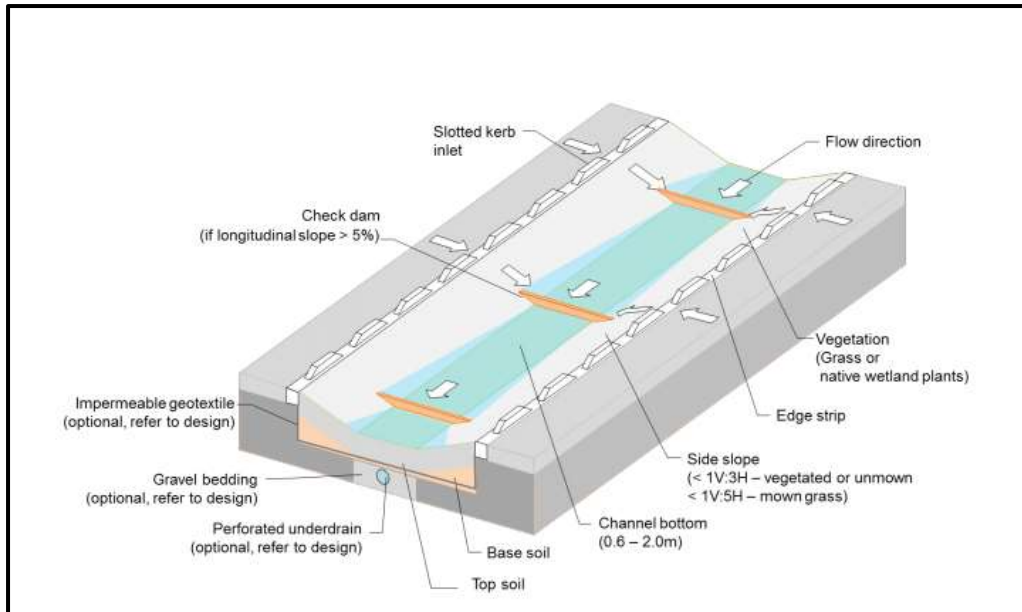 Slotted kerb
inlet
Flow direction
Check dam
(if longitudinal slope > 5%)
Vegetation
(Grass or
native wetland plants)
Impermeable geotextile
(optional, refer to design)
Edge strip
Side slope
(< 1V:3H – vegetated or unmown
< 1V:5H – mown grass)
Gravel bedding
(optional, refer to design)
Channel bottom
(0.6 – 2.0m)
Perforated underdrain
(optional, refer to design)
Base soil
Top soil